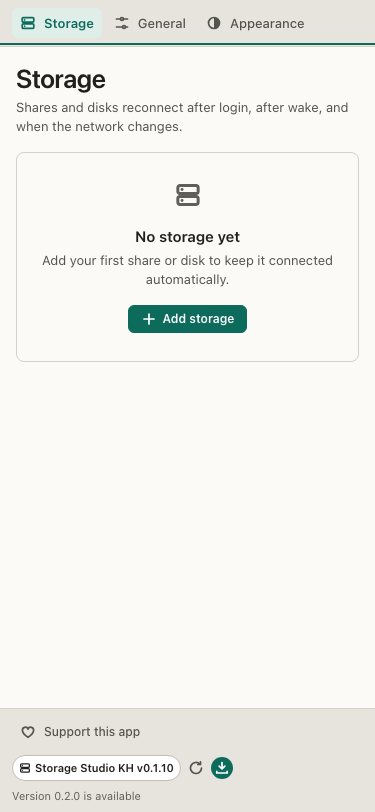 Storage General Appearance
Storage
Shares and disks reconnect after login, after wake, and
when the network changes.
No storage yet
Add your first share or disk to keep it connected
automatically.
Add storage
Support this app
Storage Studio KH v0.1.10
Version 0.2.0 is available